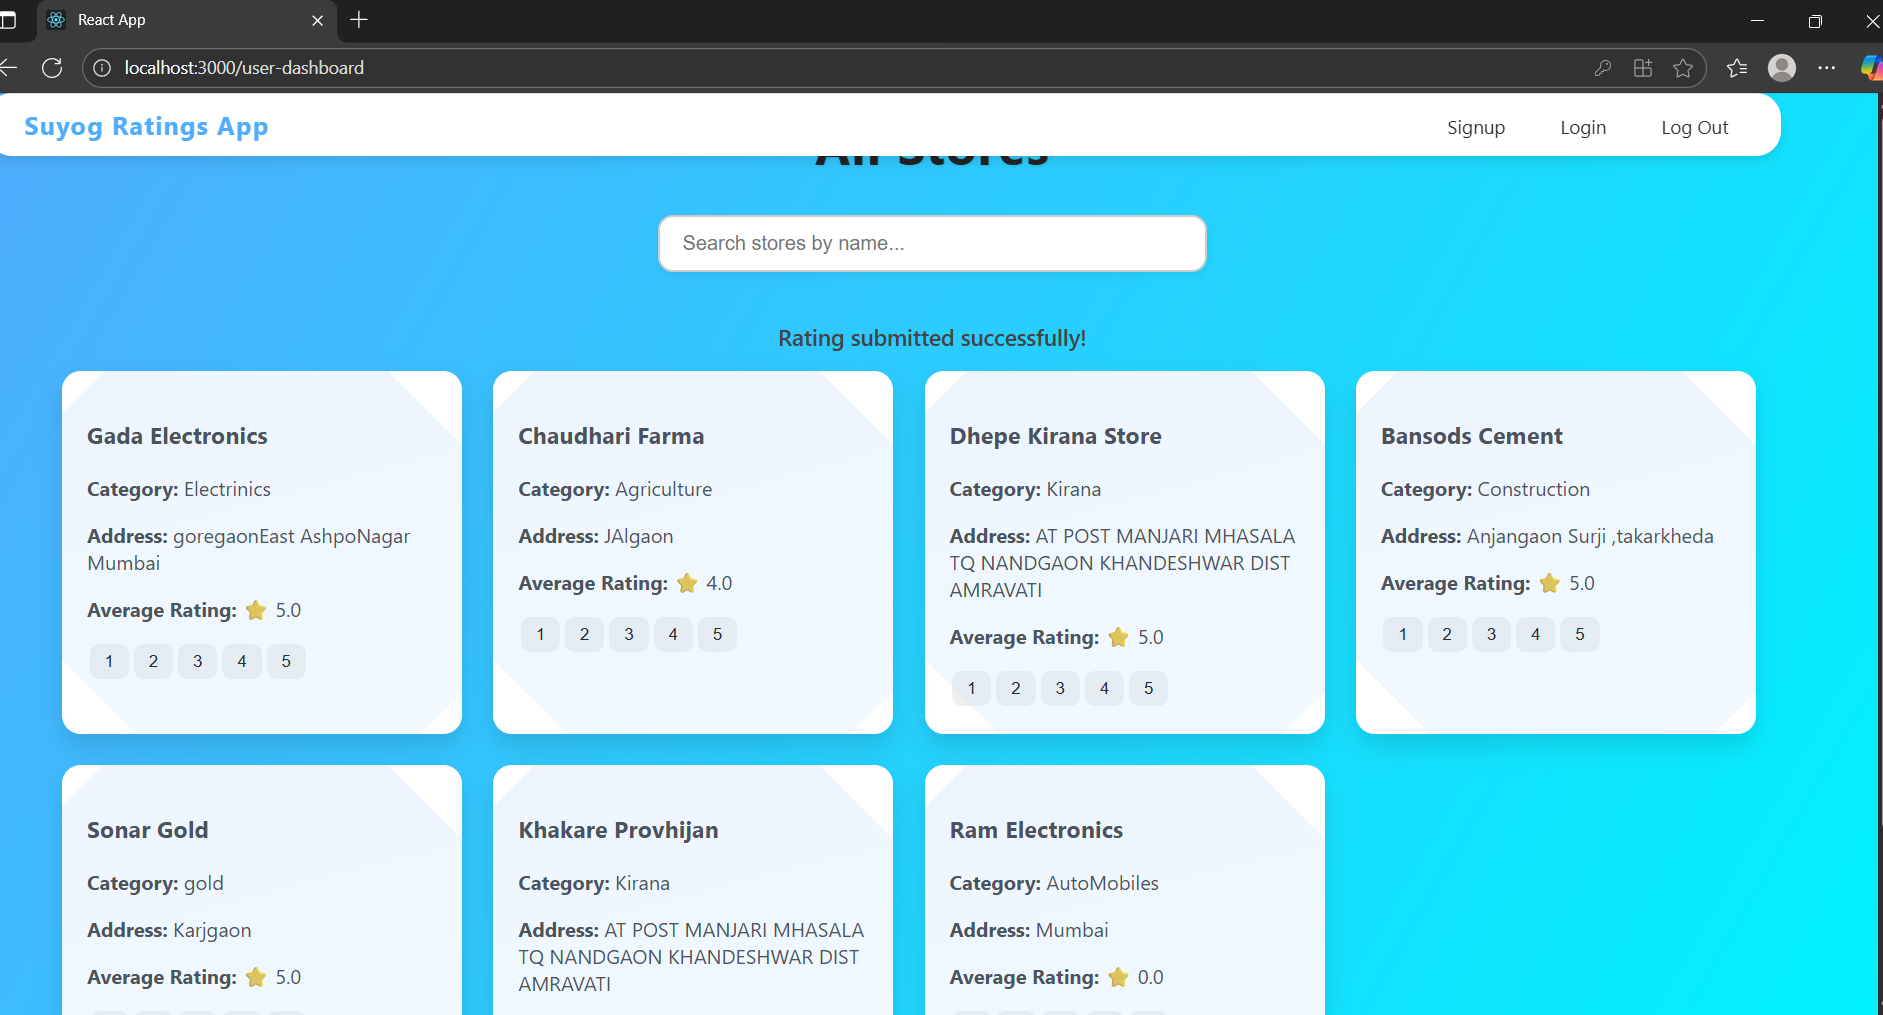 React App
localhost:3000/user-dashboard
Suyog Ratings App
Signup
Login
Log Out
All Stores
Search stores by name...
Rating submitted successfully!
Gada Electronics
Category: Electrinics
Address: goregaonEast AshpoNagar
Mumbai
Average Rating: ⭐ 5.0
1 2 3 4 5
Chaudhari Farma
Category: Agriculture
Address: JAlgaon
Average Rating: ⭐ 4.0
1 2 3 4 5
Dhepe Kirana Store
Category: Kirana
Address: AT POST MANJARI MHASALA
TQ NANDGAON KHANDESHWAR DIST
AMRAVATI
Average Rating: ⭐ 5.0
1 2 3 4 5
Bansods Cement
Category: Construction
Address: Anjangaon Surji ,takarkheda
Average Rating: ⭐ 5.0
1 2 3 4 5
Sonar Gold
Category: gold
Address: Karjgaon
Average Rating: ⭐ 5.0
Khakare Provhijan
Category: Kirana
Address: AT POST MANJARI MHASALA
TQ NANDGAON KHANDESHWAR DIST
AMRAVATI
Ram Electronics
Category: AutoMobiles
Address: Mumbai
Average Rating: ⭐ 0.0